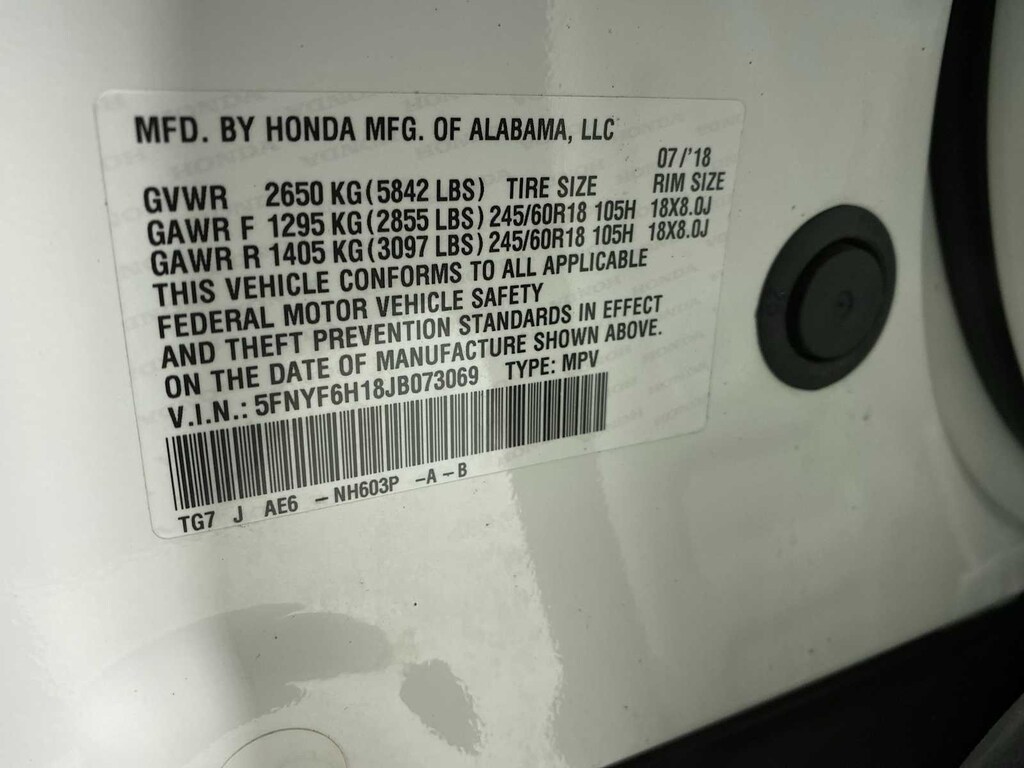 MFD. BY HONDA MFG. OF ALABAMA, LLC
07/'18
GVWR 2650 KG (5842 LBS) TIRE SIZE RIM SIZE
GAWR F 1295 KG (2855 LBS) 245/60R18 105H 18X8.0J
GAWR R 1405 KG (3097 LBS) 245/60R18 105H 18X8.0J
THIS VEHICLE CONFORMS TO ALL APPLICABLE
FEDERAL MOTOR VEHICLE SAFETY
AND THEFT PREVENTION STANDARDS IN EFFECT
ON THE DATE OF MANUFACTURE SHOWN ABOVE.
V.I.N.: 5FNYF6H18JB073069 TYPE: MPV
TG7 J AE6 - NH603P -A-B